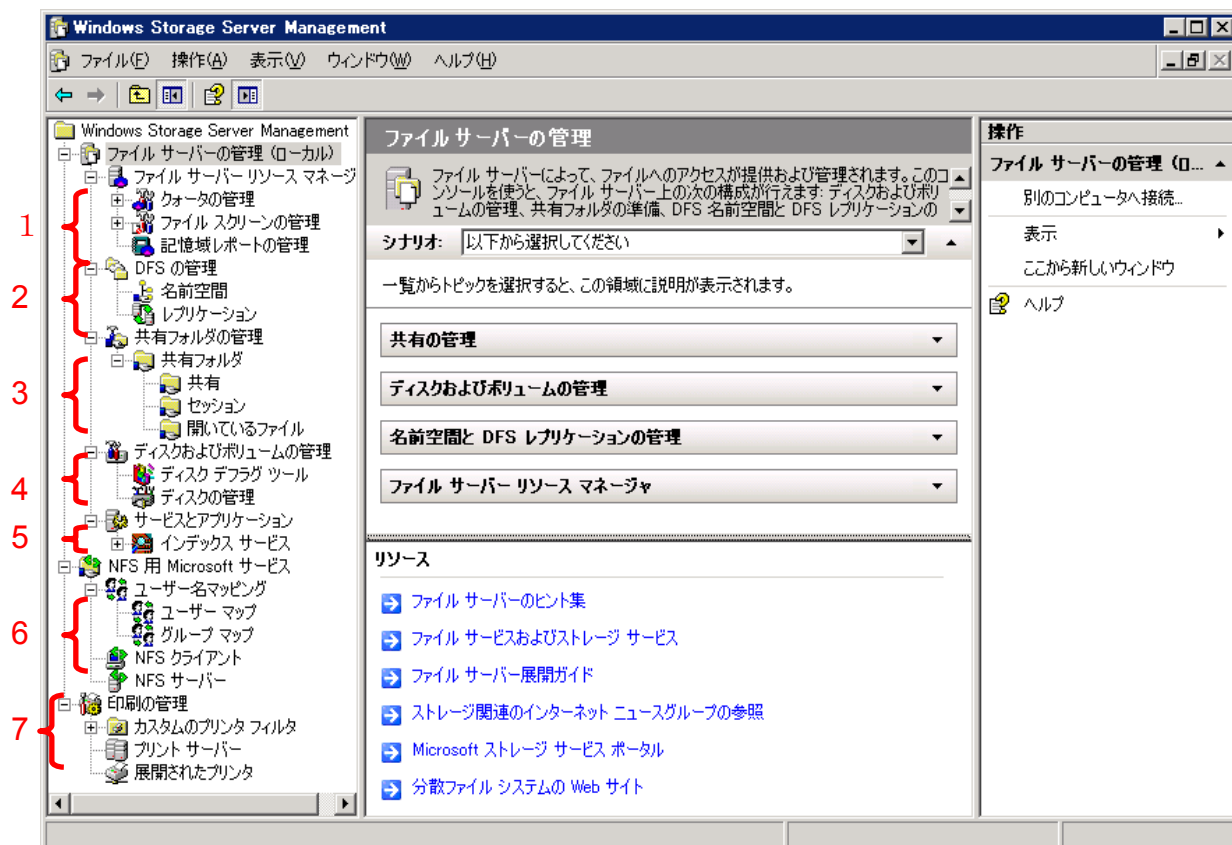 Windows Storage Server Management
ファイル(F) 操作(A) 表示(V) ウィンドウ(W) ヘルプ(H)
Windows Storage Server Management
ファイル サーバーの管理 (ローカル)
ファイル サーバー リソース マネージ
クォータの管理
ファイル スクリーンの管理
記憶域レポートの管理
DFS の管理
名前空間
レプリケーション
共有フォルダの管理
共有フォルダ
共有
セッション
開いているファイル
ディスクおよびボリュームの管理
ディスク デフラグ ツール
ディスクの管理
サービスとアプリケーション
インデックス サービス
NFS 用 Microsoft サービス
ユーザー名マッピング
ユーザー マップ
グループ マップ
NFS クライアント
NFS サーバー
印刷の管理
カスタムのプリンタ フィルタ
プリント サーバー
展開されたプリンタ
1
2
3
4
5
6
7
ファイル サーバーの管理
ファイル サーバーによって、ファイルへのアクセスが提供および管理されます。このコ
ンソールを使うと、ファイル サーバー上の次の構成が行えます: ディスクおよびボリ
ュームの管理、共有フォルダの準備、DFS 名前空間と DFS レプリケーションの
シナリオ: 以下から選択してください
一覧からトピックを選択すると、この領域に説明が表示されます。
共有の管理
ディスクおよびボリュームの管理
名前空間と DFS レプリケーションの管理
ファイル サーバー リソース マネージャ
リソース
ファイル サーバーのヒント集
ファイル サービスおよびストレージ サービス
ファイル サーバー展開ガイド
ストレージ関連のインターネット ニュースグループの参照
Microsoft ストレージ サービス ポータル
分散ファイル システムの Web サイト
操作
ファイル サーバーの管理 (ロ...
別のコンピュータへ接続...
表示
ここから新しいウィンドウ
ヘルプ